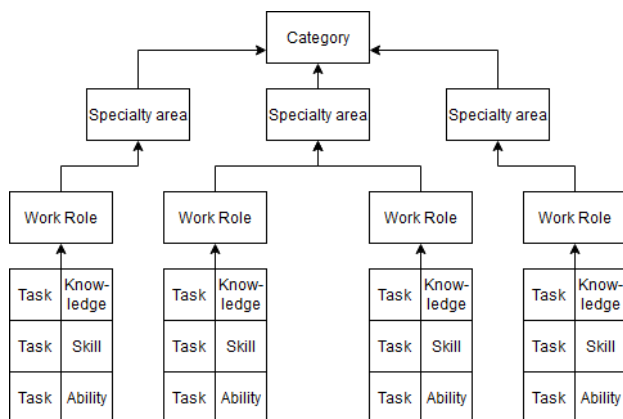 Category
Specialty area Specialty area Specialty area
Work Role Work Role Work Role Work Role
Task Know-
ledge Task Know-
ledge Task Know-
ledge Task Know-
ledge
Task Skill Task Skill Task Skill Task Skill
Task Ability Task Ability Task Ability Task Ability